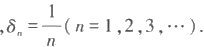 ,δₙ = 1/n ( n = 1 , 2 , 3 , ⋯ ) .